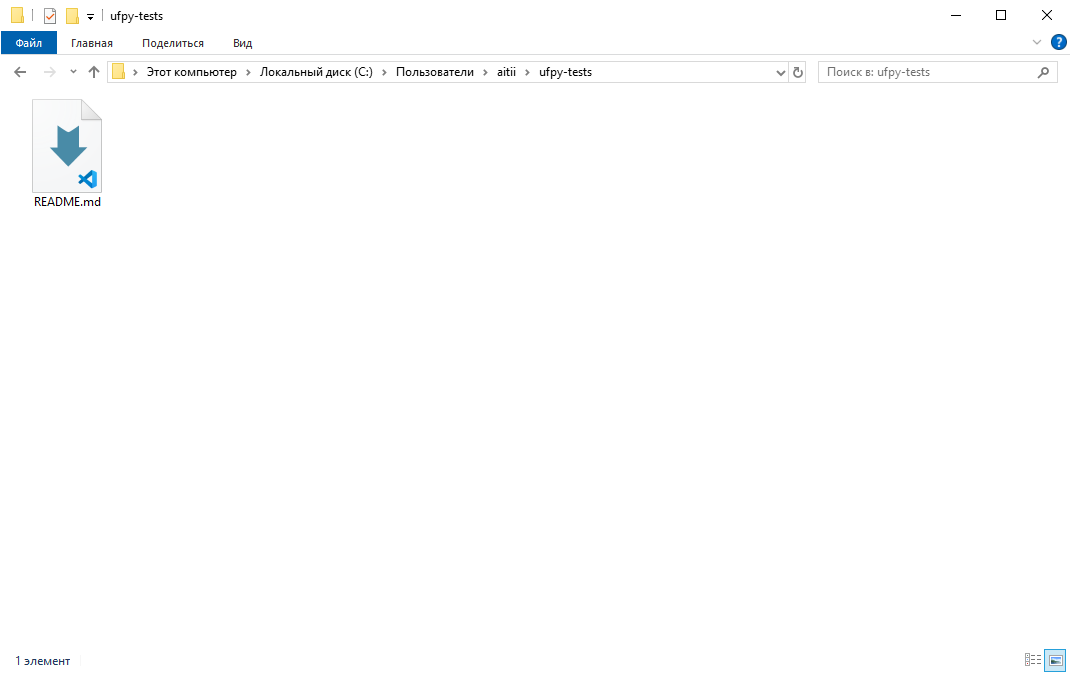 ufpy-tests
Файл Главная Поделиться Вид
Этот компьютер Локальный диск (C:) Пользователи aitii ufpy-tests Поиск в: ufpy-tests
README.md
1 элемент